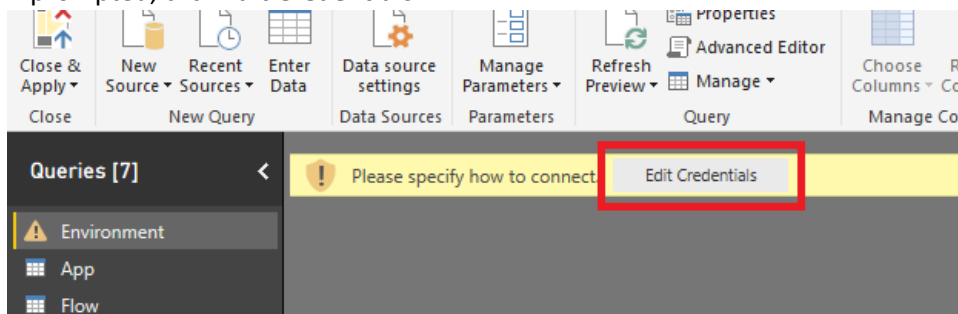 Properties
Advanced Editor
Close & New Recent Enter Data source Manage Refresh Choose
Apply Source Sources Data settings Parameters Preview Manage Columns
Close New Query Data Sources Parameters Query Manage Co
Queries [7]
Please specify how to connect. Edit Credentials
Environment
App
Flow